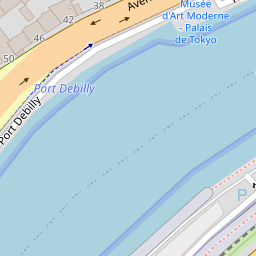 38
42
46
50
Aven
Musée
d'Art Moderne
- Palais
de Tokyo
Port Debilly
Port Debilly
P